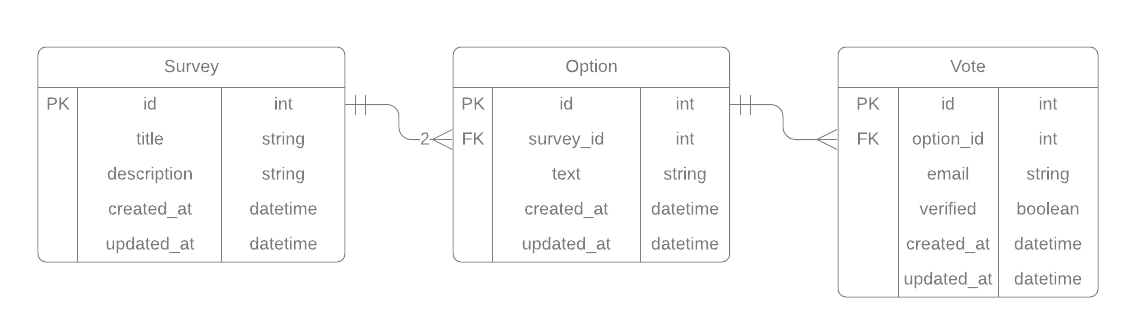 Survey
PK id int
title string
description string
created_at datetime
updated_at datetime
2
Option
PK id int
FK survey_id int
text string
created_at datetime
updated_at datetime
Vote
PK id int
FK option_id int
email string
verified boolean
created_at datetime
updated_at datetime